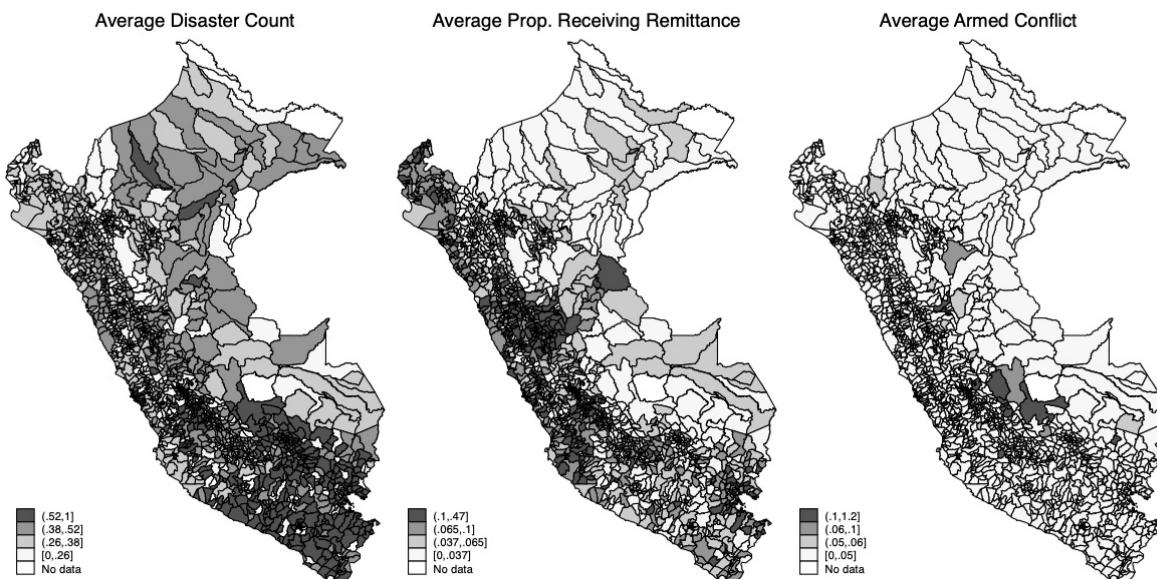 Average Disaster Count
Average Prop. Receiving Remittance
Average Armed Conflict
(.52,1]
(.38,.52]
(.26,.38]
[0,.26]
No data
(.1,.47]
(.065,.1]
(.037,.065]
[0,.037]
No data
(.1,1.2]
(.06,.1]
(.05,.06]
[0,.05]
No data